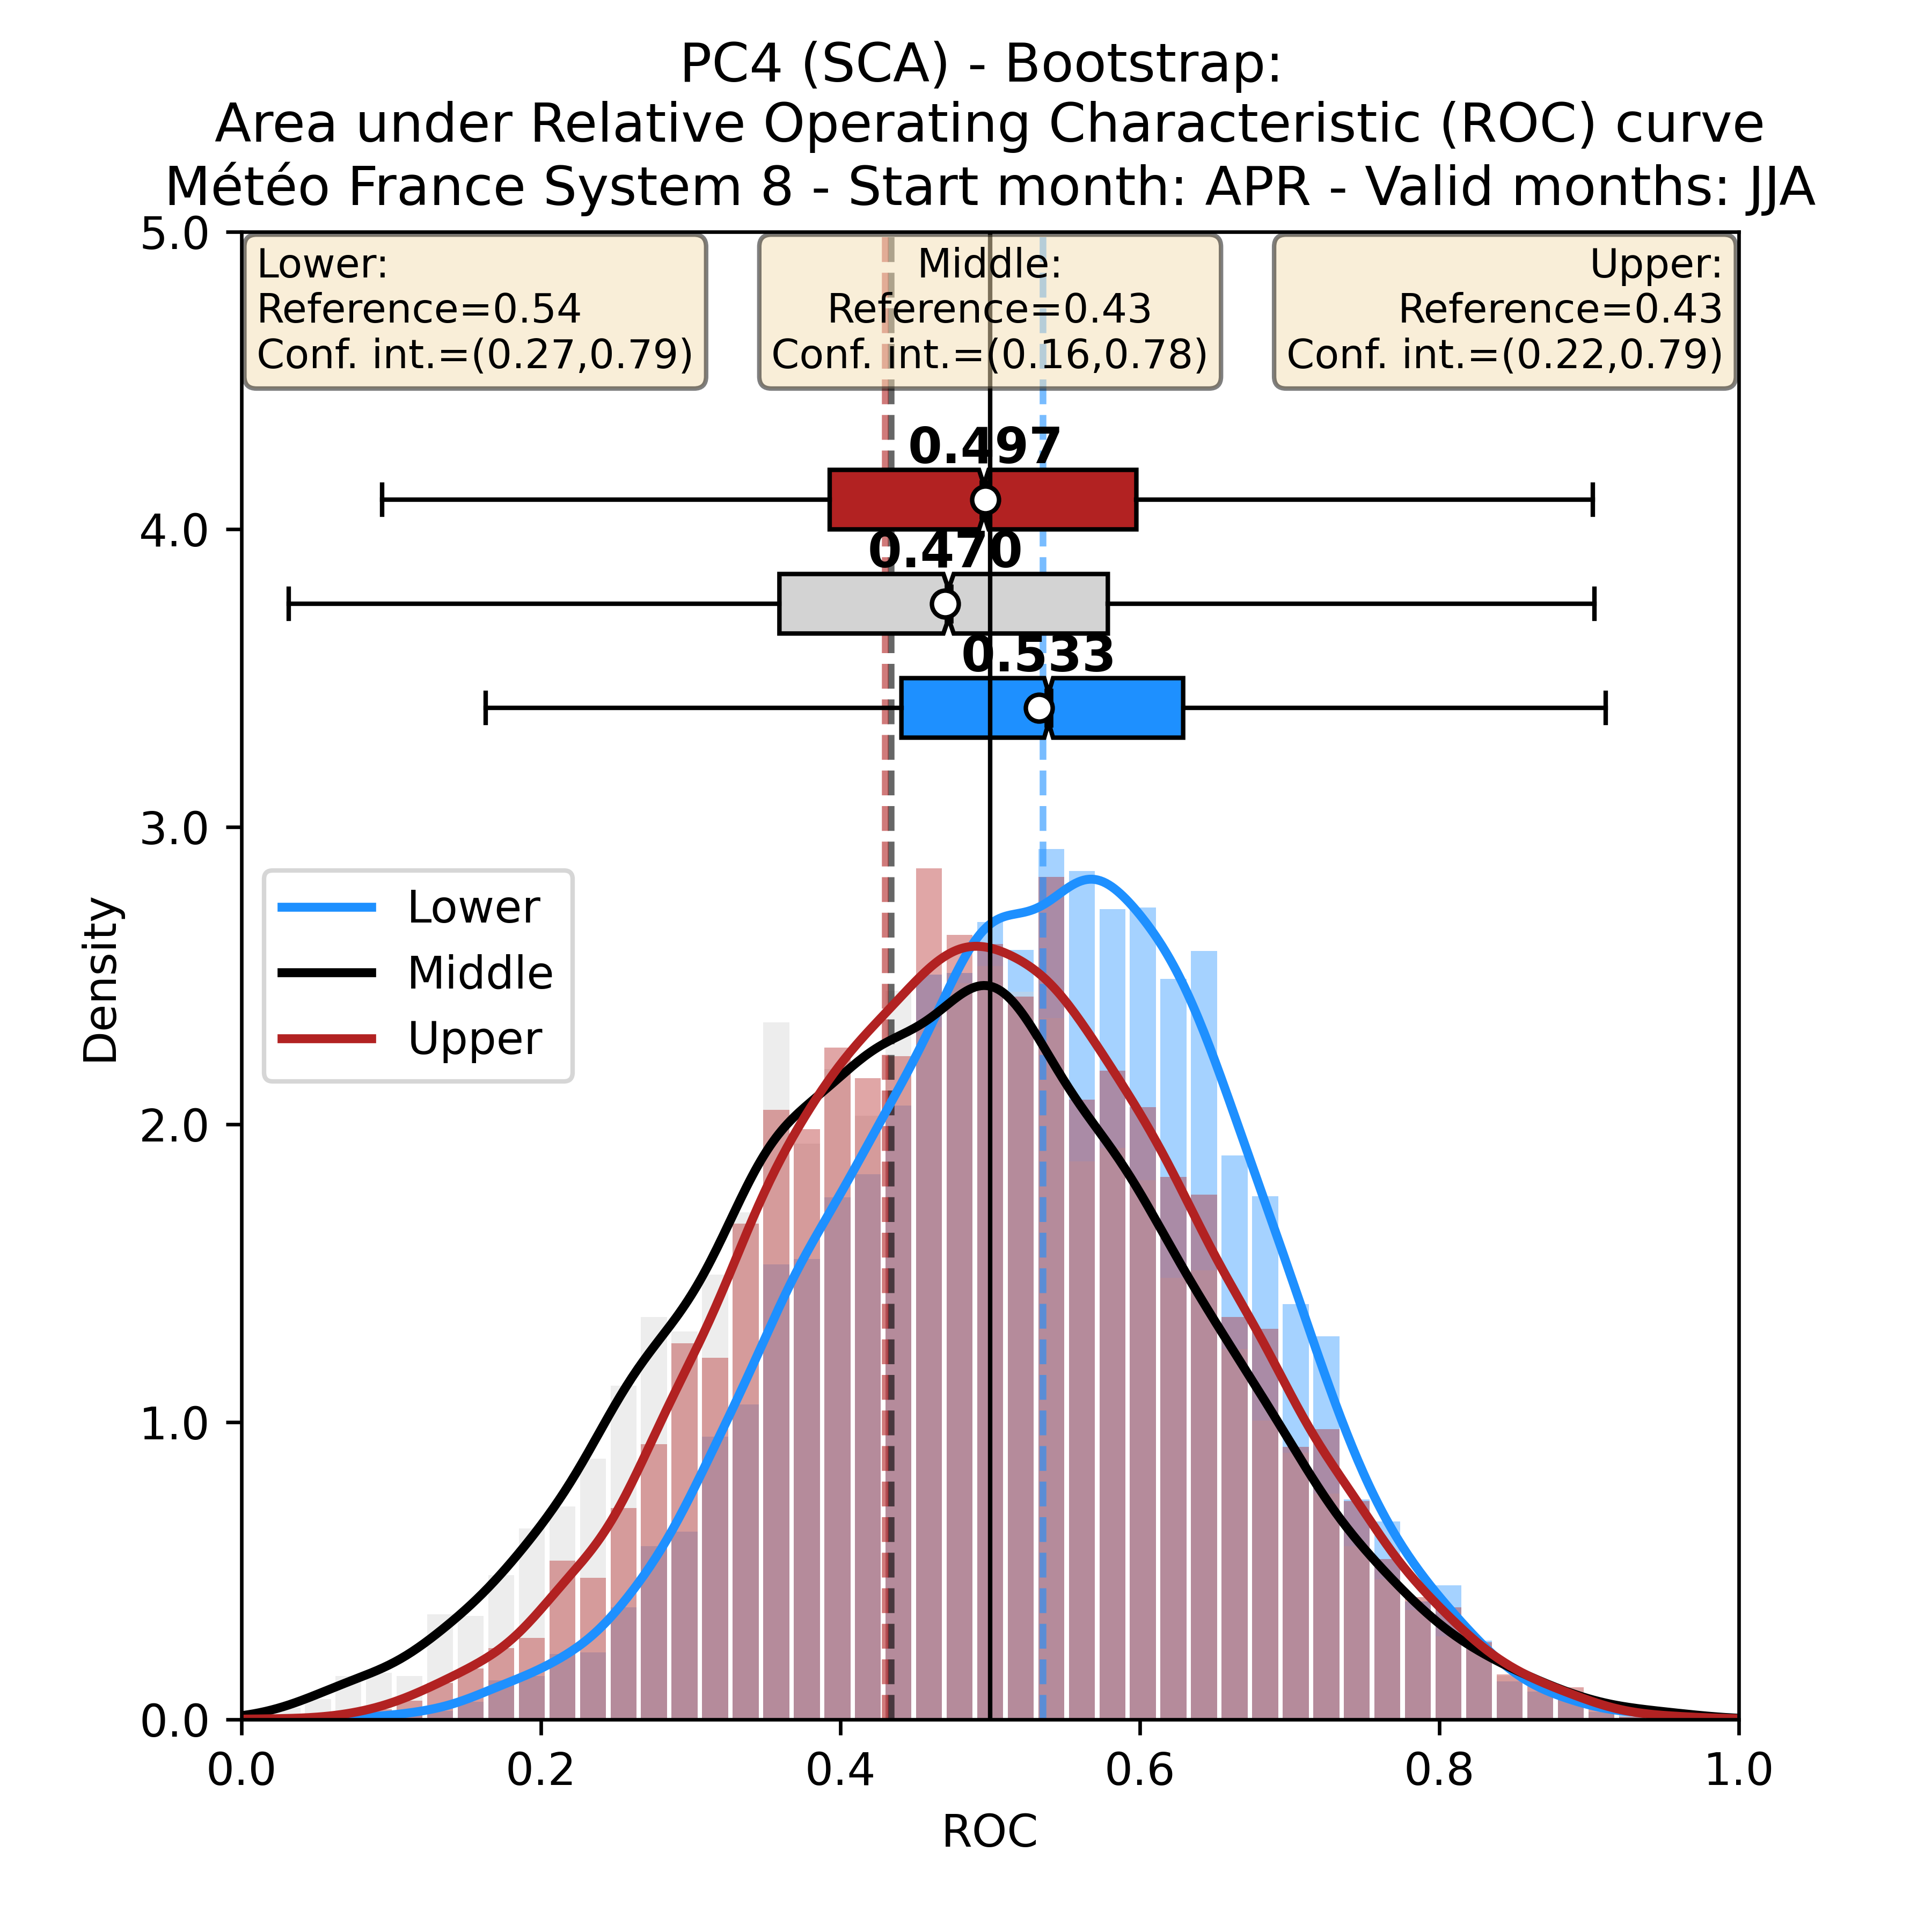 PC4 (SCA) - Bootstrap:
Area under Relative Operating Characteristic (ROC) curve
Météo France System 8 - Start month: APR - Valid months: JJA
Lower:
Reference=0.54
Conf. int.=(0.27,0.79)
Middle:
Reference=0.43
Conf. int.=(0.16,0.78)
Upper:
Reference=0.43
Conf. int.=(0.22,0.79)
0.497
0.470
0.533
Lower
Middle
Upper
Density
5.0
4.0
3.0
2.0
1.0
0.0
0.0 0.2 0.4 0.6 0.8 1.0
ROC